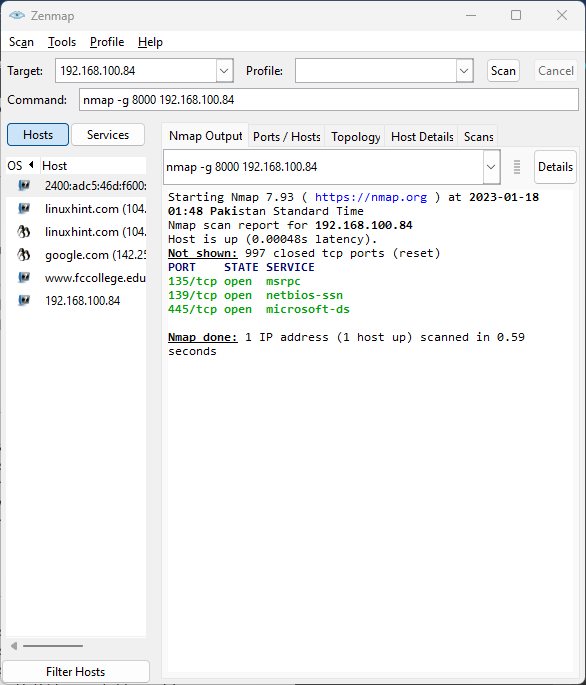 Zenmap
Scan Tools Profile Help
Target: 192.168.100.84 Profile: Scan Cancel
Command: nmap -g 8000 192.168.100.84
Hosts Services
OS Host
2400:adc5:46d:f600:
linuxhint.com (104.
linuxhint.com (104.
google.com (142.25
www.fccollege.edu
192.168.100.84
Filter Hosts
Nmap Output Ports / Hosts Topology Host Details Scans
nmap -g 8000 192.168.100.84 Details
Starting Nmap 7.93 ( https://nmap.org ) at 2023-01-18
01:48 Pakistan Standard Time
Nmap scan report for 192.168.100.84
Host is up (0.00048s latency).
Not shown: 997 closed tcp ports (reset)
PORT STATE SERVICE
135/tcp open msrpc
139/tcp open netbios-ssn
445/tcp open microsoft-ds
Nmap done: 1 IP address (1 host up) scanned in 0.59
seconds